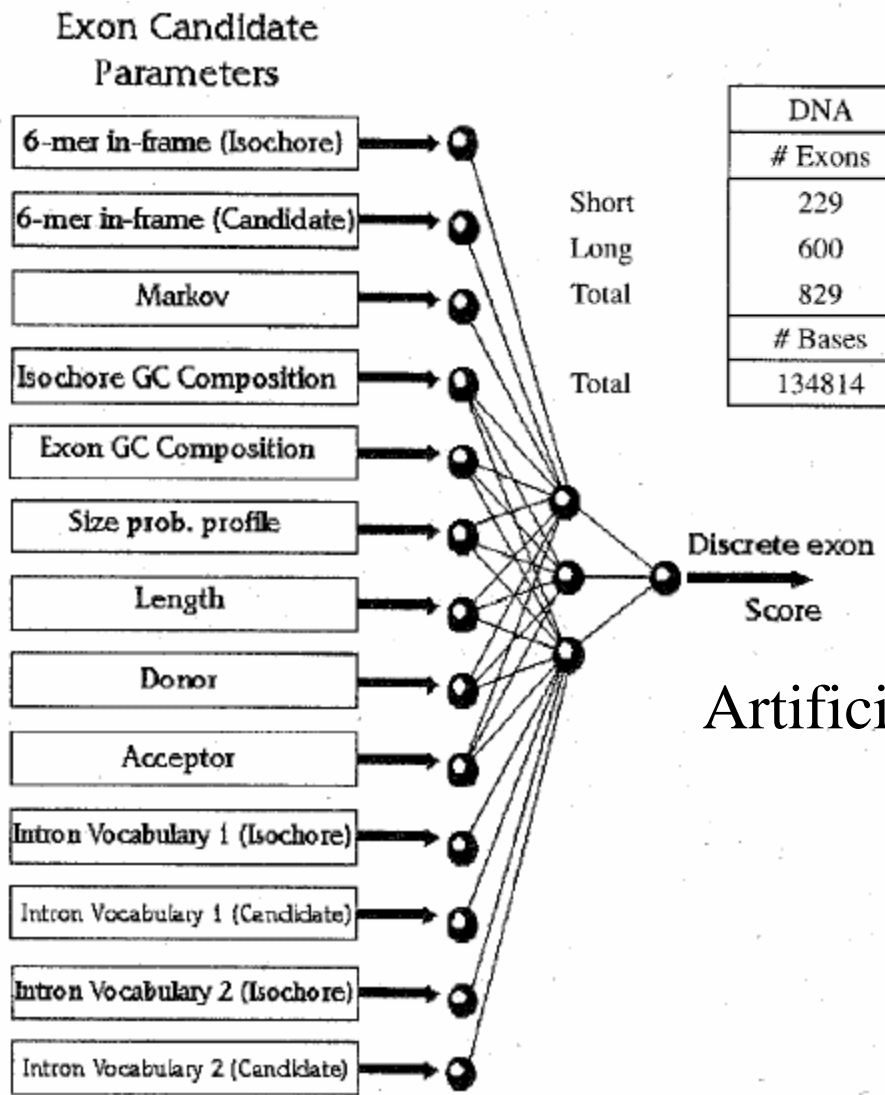 Exon Candidate
Parameters
6-mer in-frame (Isochore)
6-mer in-frame (Candidate)
Markov
Isochore GC Composition
Exon GC Composition
Size prob. profile
Length
Donor
Acceptor
Intron Vocabulary 1 (Isochore)
Intron Vocabulary 1 (Candidate)
Intron Vocabulary 2 (Isochore)
Intron Vocabulary 2 (Candidate)
DNA
# Exons
Short 229
Long 600
Total 829
# Bases
Total 134814
Discrete exon
Score
Artifici